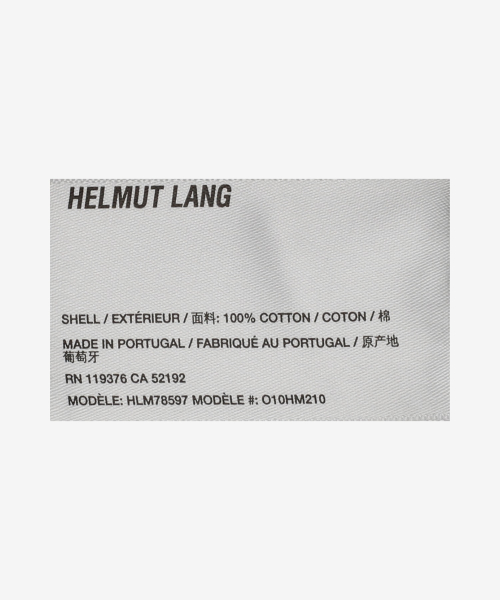 HELMUT LANG
SHELL / EXTÉRIEUR / 面料: 100% COTTON / COTON / 棉
MADE IN PORTUGAL / FABRIQUÉ AU PORTUGAL / 原产地
葡萄牙
RN 119376 CA 52192
MODÈLE: HLM78597 MODÈLE #: O10HM210